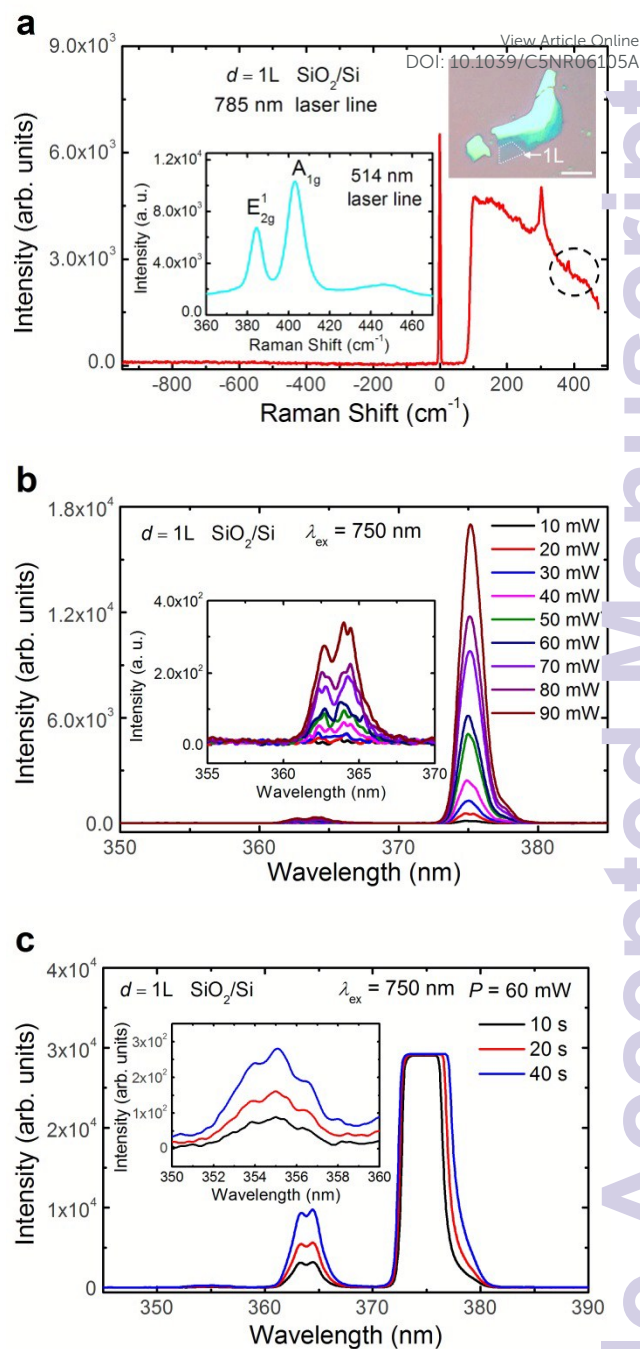 View Article Online
DOI: 10.1039/C5NR06105A
a
9.0x10³
6.0x10³
3.0x10³
0.0
Intensity (arb. units)
d = 1L SiO₂/Si
785 nm laser line
1L
1.2x10⁴
8.0x10³
4.0x10³
0.0
Intensity (a. u.)
E¹₂g
A₁g
514 nm
laser line
360 380 400 420 440 460
Raman Shift (cm⁻¹)
-800 -600 -400 -200 0 200 400
Raman Shift (cm⁻¹)
b
1.8x10⁴
1.2x10⁴
6.0x10³
0.0
Intensity (arb. units)
d = 1L SiO₂/Si λex = 750 nm
10 mW
20 mW
30 mW
40 mW
50 mW
60 mW
70 mW
80 mW
90 mW
4.0x10²
2.0x10²
0.0
Intensity (a. u.)
355 360 365 370
Wavelength (nm)
350 360 370 380
Wavelength (nm)
c
4x10⁴
3x10⁴
2x10⁴
1x10⁴
0
Intensity (arb. units)
d = 1L SiO₂/Si λex = 750 nm P = 60 mW
10 s
20 s
40 s
3x10²
2x10²
1x10²
0
Intensity (arb. units)
350 352 354 356 358 360
Wavelength (nm)
350 360 370 380 390
Wavelength (nm)
Accepted Manuscript